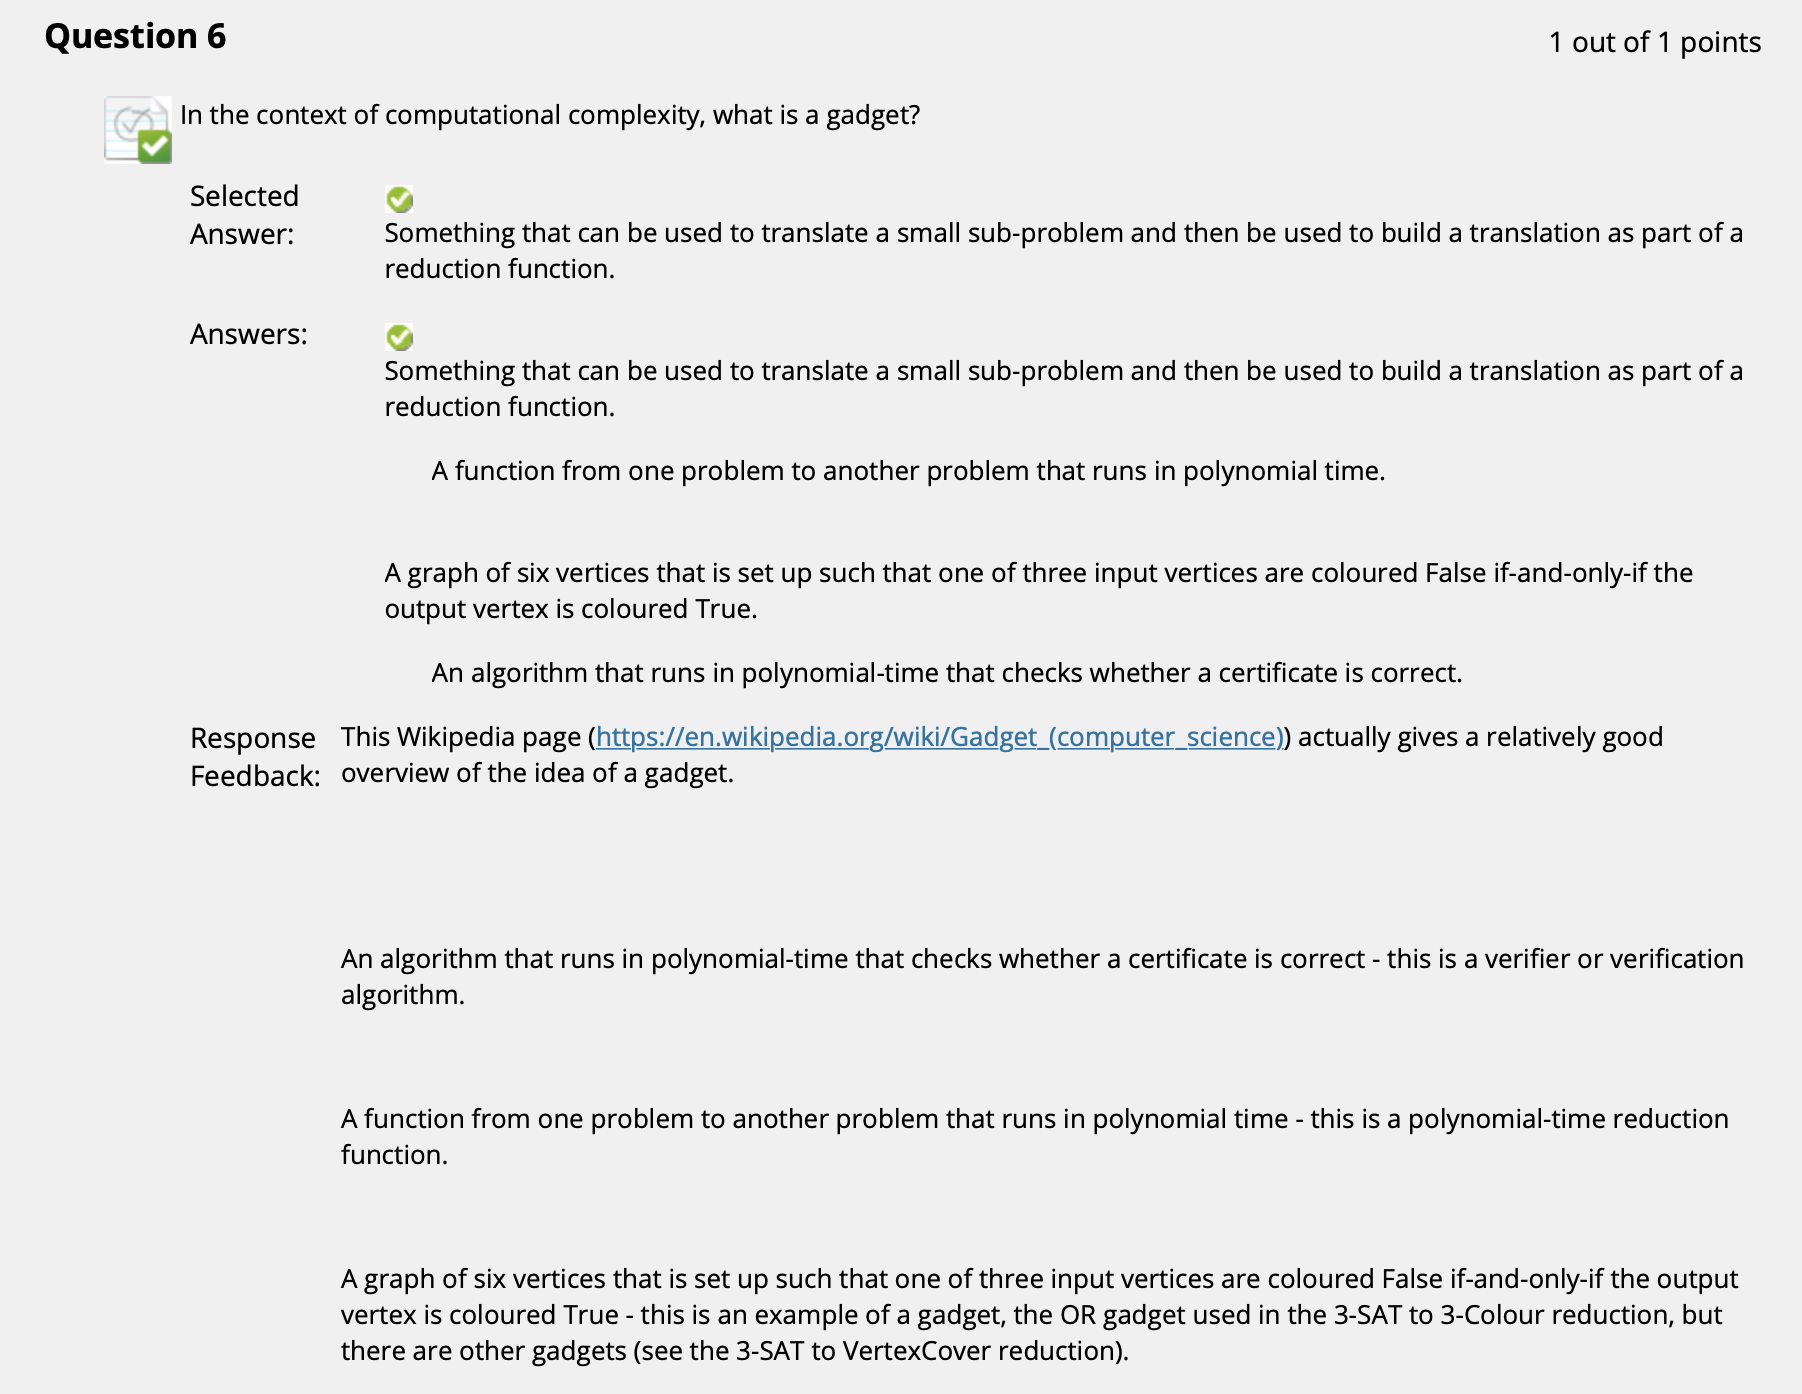 Question 6
1 out of 1 points
In the context of computational complexity, what is a gadget?
Selected
Answer:
Something that can be used to translate a small sub-problem and then be used to build a translation as part of a
reduction function.
Answers:
Something that can be used to translate a small sub-problem and then be used to build a translation as part of a
reduction function.
A function from one problem to another problem that runs in polynomial time.
A graph of six vertices that is set up such that one of three input vertices are coloured False if-and-only-if the
output vertex is coloured True.
An algorithm that runs in polynomial-time that checks whether a certificate is correct.
Response
Feedback:
This Wikipedia page (https://en.wikipedia.org/wiki/Gadget_(computer_science)) actually gives a relatively good
overview of the idea of a gadget.
An algorithm that runs in polynomial-time that checks whether a certificate is correct - this is a verifier or verification
algorithm.
A function from one problem to another problem that runs in polynomial time - this is a polynomial-time reduction
function.
A graph of six vertices that is set up such that one of three input vertices are coloured False if-and-only-if the output
vertex is coloured True - this is an example of a gadget, the OR gadget used in the 3-SAT to 3-Colour reduction, but
there are other gadgets (see the 3-SAT to VertexCover reduction).